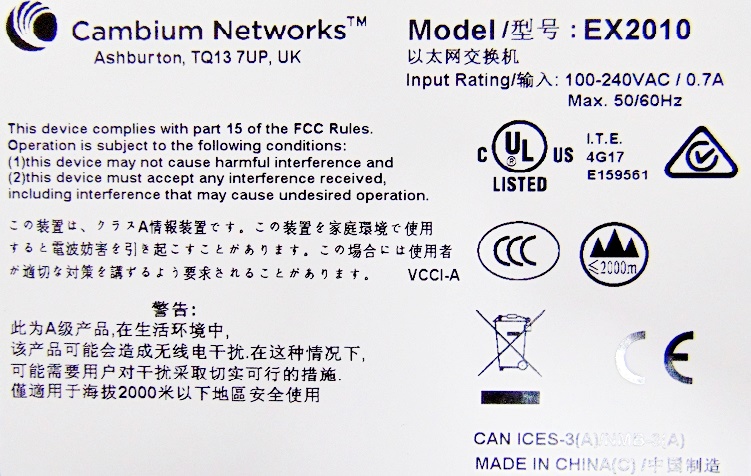 Cambium Networks™
Ashburton, TQ13 7UP, UK
Model/型号: EX2010
以太网交换机
Input Rating/输入: 100-240VAC / 0.7A
Max. 50/60Hz
This device complies with part 15 of the FCC Rules.
Operation is subject to the following conditions:
(1)this device may not cause harmful interference and
(2)this device must accept any interference received,
including interference that may cause undesired operation.
C UL ® US
LISTED
I.T.E.
4G17
E159561
この装置は、クラスA情報装置です。この装置を家庭環境で使用
すると電波妨害を引き起こすことがあります。この場合には使用者
が適切な対策を講ずるよう要求されることがあります。 VCCI-A
CCC
≤2000m
警告:
此为A级产品,在生活环境中,
该产品可能会造成无线电干扰.在这种情况下,
可能需要用户对干扰采取切实可行的措施.
僅適用于海拔2000米以下地區安全使用
CE
CAN ICES-3(A)/NMB-3(A)
MADE IN CHINA(C) /中国制造